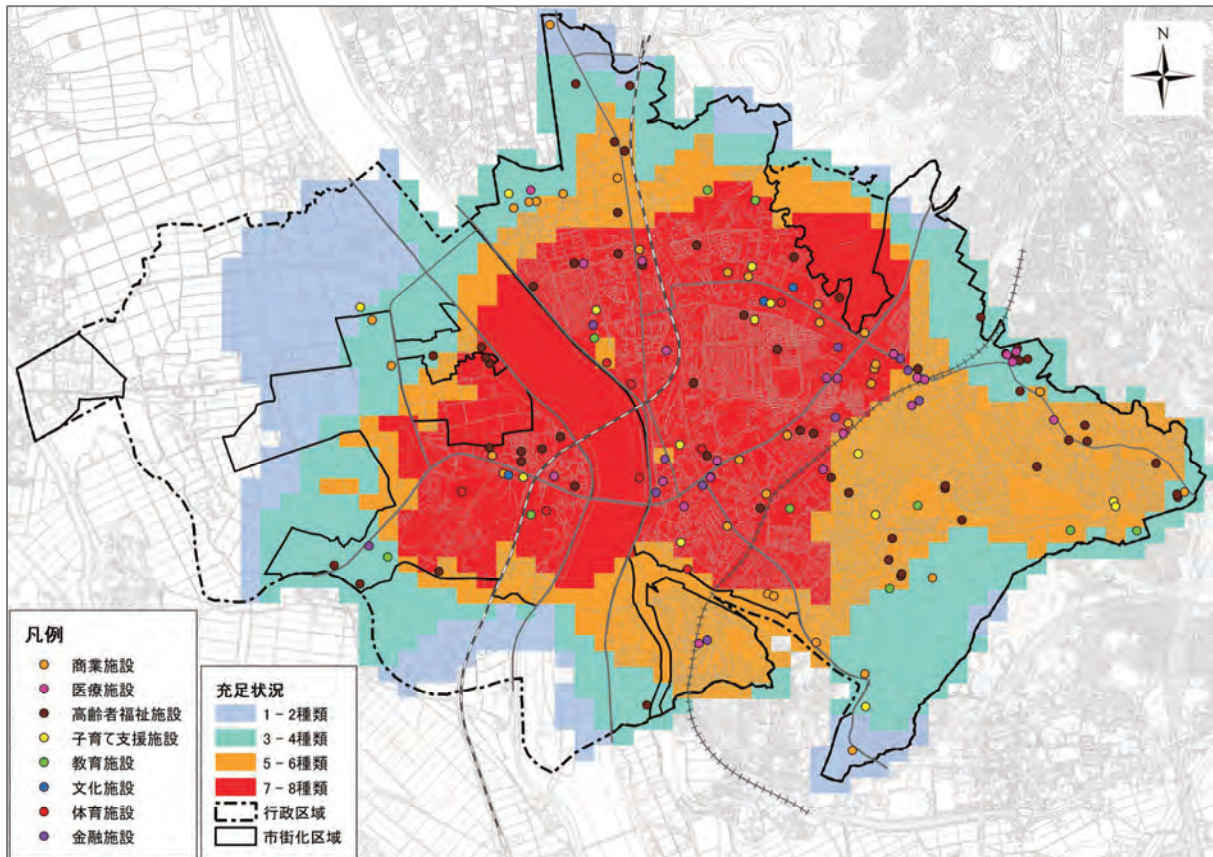 N
凡例
商業施設
医療施設
高齢者福祉施設
子育て支援施設
教育施設
文化施設
体育施設
金融施設
充足状況
1－2種類
3－4種類
5－6種類
7－8種類
行政区域
市街化区域